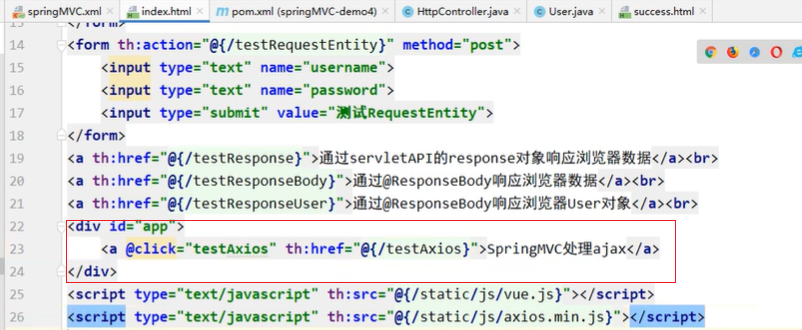 springMVC.xml × index.html × pom.xml (springMVC-demo4) × HttpController.java × User.java × success.html ×
14 <form th:action="@{/testRequestEntity}" method="post">
15 <input type="text" name="username">
16 <input type="text" name="password">
17 <input type="submit" value="测试RequestEntity">
18 </form>
19 <a th:href="@{/testResponse}">通过servletAPI的response对象响应浏览器数据</a><br>
20 <a th:href="@{/testResponseBody}">通过@ResponseBody响应浏览器数据</a><br>
21 <a th:href="@{/testResponseUser}">通过@ResponseBody响应浏览器User对象</a><br>
22 <div id="app">
23 <a @click="testAxios" th:href="@{/testAxios}">SpringMVC处理ajax</a>
24 </div>
25 <script type="text/javascript" th:src="@{/static/js/vue.js}"></script>
26 <script type="text/javascript" th:src="@{/static/js/axios.min.js}"></script>